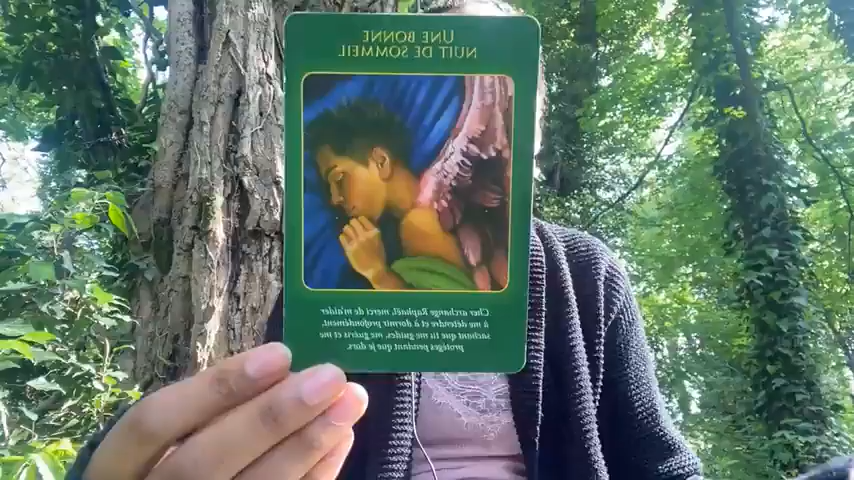 UNE BONNE
NUIT DE SOMMEIL
Cher archange Raphaël, merci de m'aider
à me détendre et à dormir profondément,
sachant que tu me guides, me guéris et me
protèges pendant que je dors.